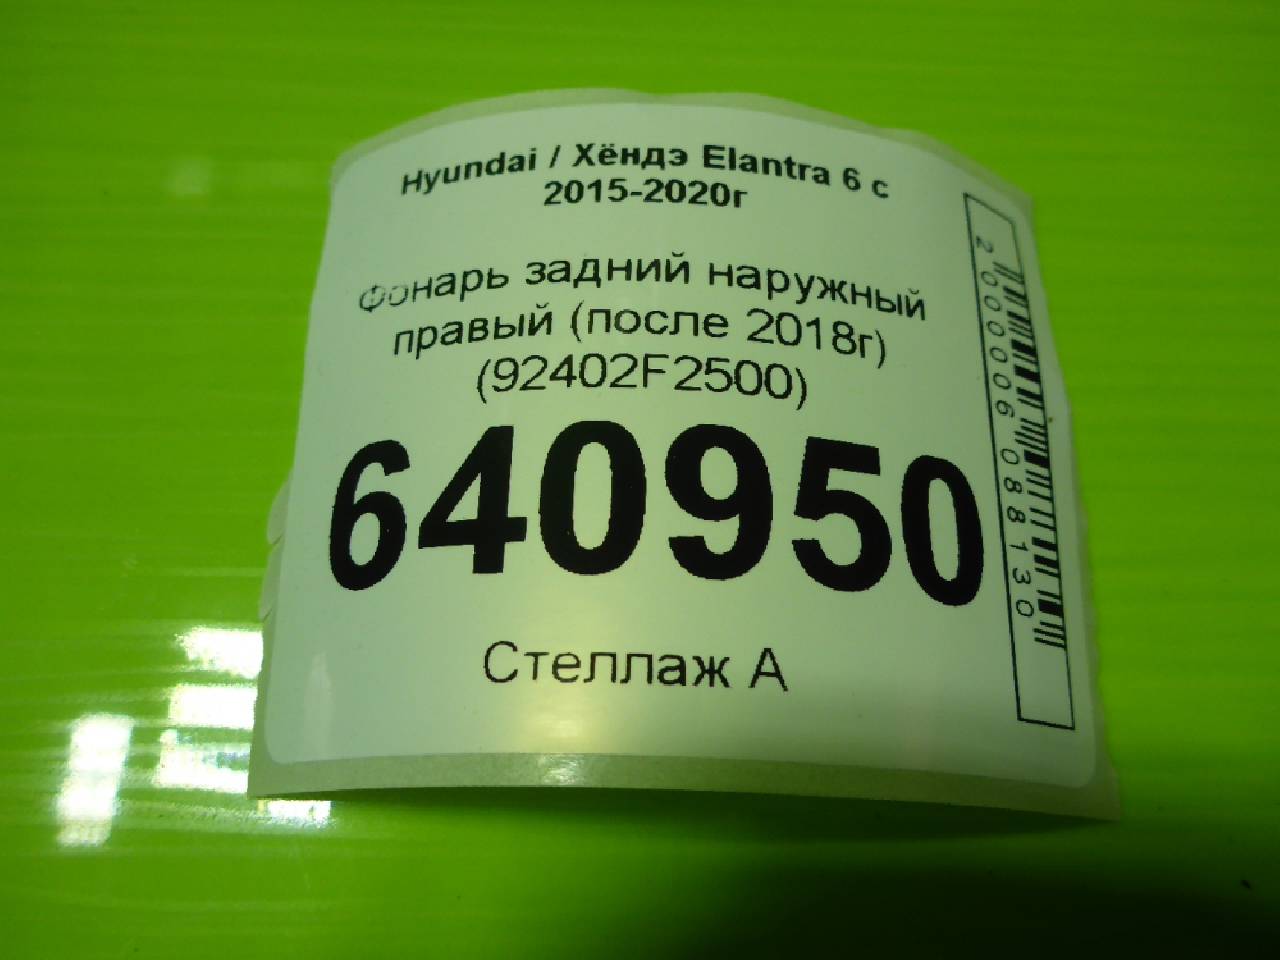 Hyundai / Хёндэ Elantra 6 с
2015-2020г
Фонарь задний наружный
правый (после 2018г)
(92402F2500)
640950
Стеллаж А
2000006088130